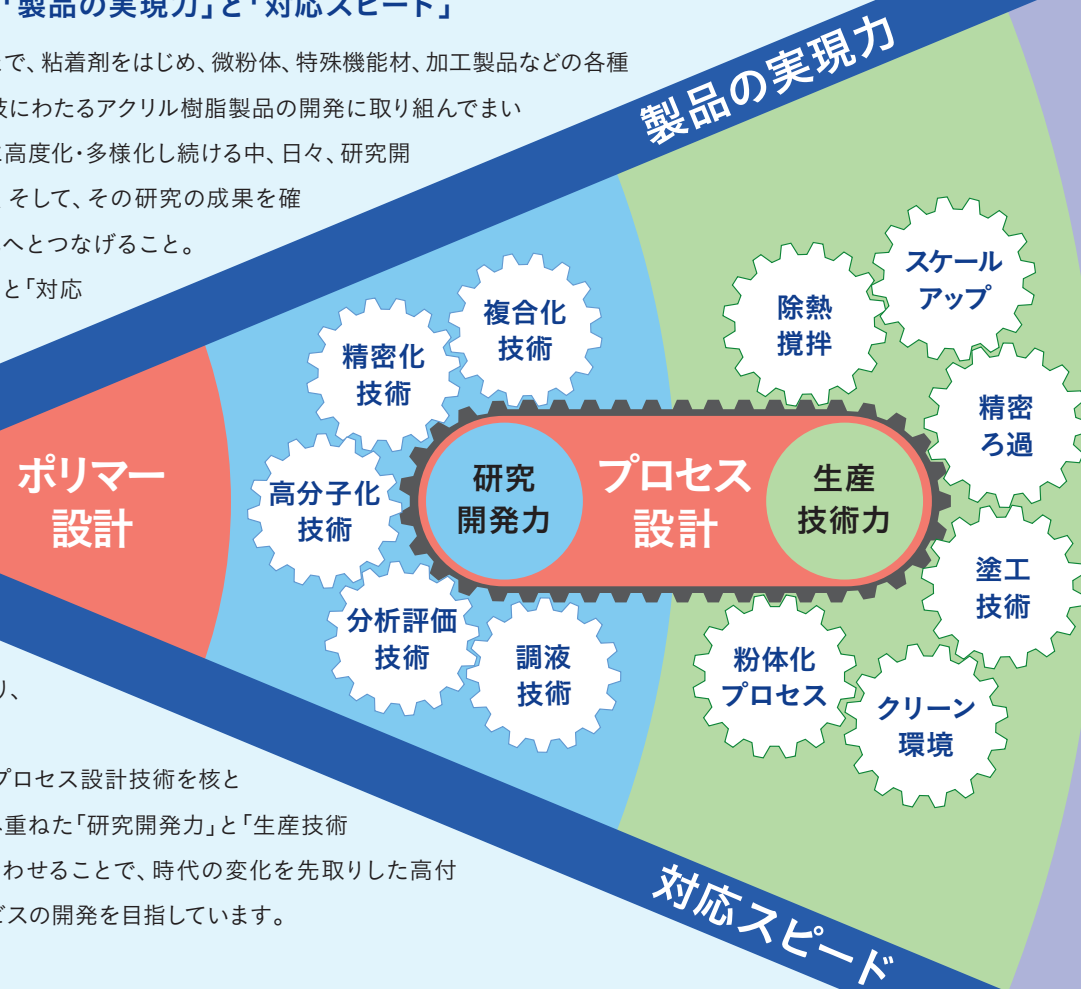 「製品の実現力」と「対応スピード」
で、粘着剤をはじめ、微粉体、特殊機能材、加工製品などの各種
にわたるアクリル樹脂製品の開発に取り組んでまい
高度化・多様化し続ける中、日々、研究開
そして、その研究の成果を確
へとつなげること。
と「対応
製品の実現力
ポリマー
設計
精密化
技術
複合化
技術
高分子化
技術
分析評価
技術
調液
技術
研究
開発力
プロセス
設計
生産
技術力
除熱
撹拌
スケール
アップ
精密
ろ過
塗工
技術
粉体化
プロセス
クリーン
環境
対応スピード
り、
プロセス設計技術を核と
重ねた「研究開発力」と「生産技術
わせることで、時代の変化を先取りした高付
ビスの開発を目指しています。